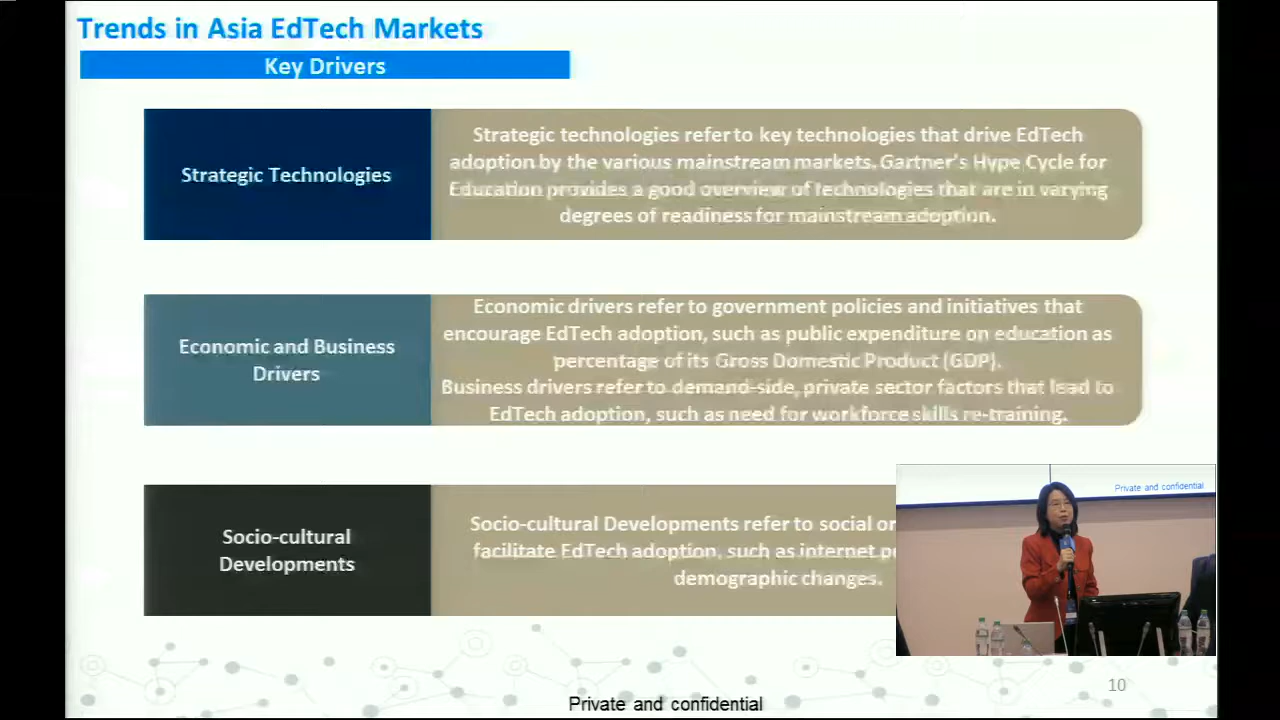 Trends in Asia EdTech Markets
Key Drivers
Strategic Technologies
Strategic technologies refer to key technologies that drive EdTech
adoption by the various mainstream markets. Gartner's Hype Cycle for
Education provides a good overview of technologies that are in varying
degrees of readiness for mainstream adoption.
Economic and Business
Drivers
Economic drivers refer to government policies and initiatives that
encourage EdTech adoption, such as public expenditure on education as
percentage of its Gross Domestic Product (GDP).
Business drivers refer to demand-side, private sector factors that lead to
EdTech adoption, such as need for workforce skills re-training.
Socio-cultural
Developments
Socio-cultural Developments refer to social or
facilitate EdTech adoption, such as internet
demographic changes.
Private and confidential
10
Private and confidential